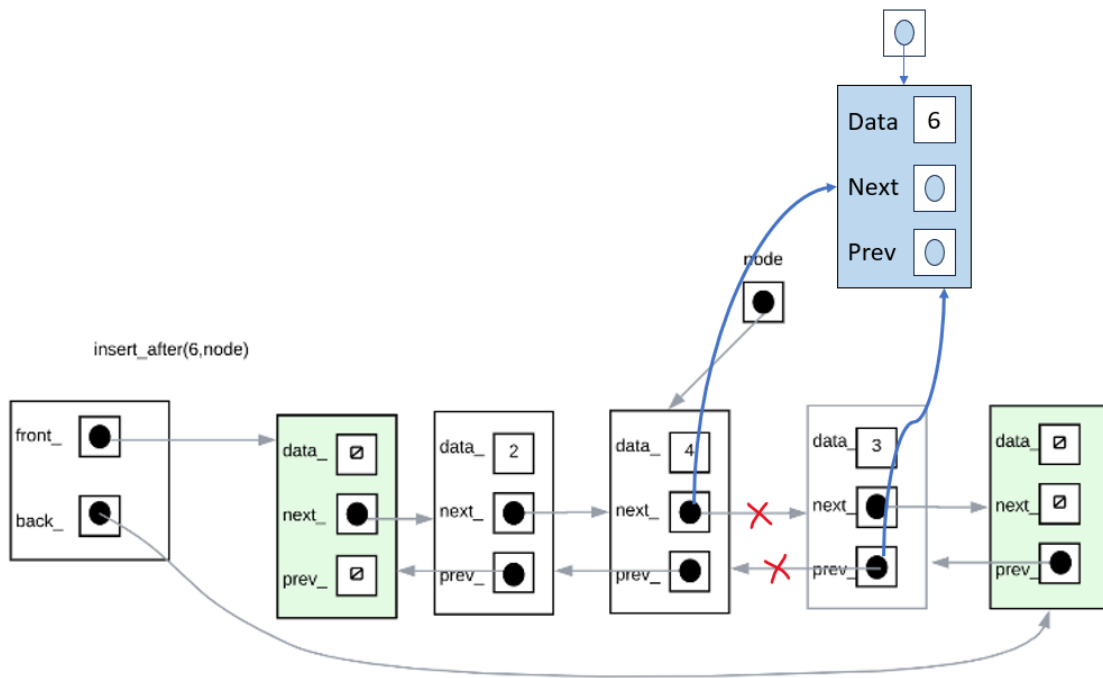 Data 6
Next
Prev
node
insert_after(6,node)
front_
back_
data_ ⧄
next_
prev_ ⧄
data_ 2
next_
prev_
data_ 4
next_
prev_
data_ 3
next_
prev_
data_ ⧄
next_ ⧄
prev_